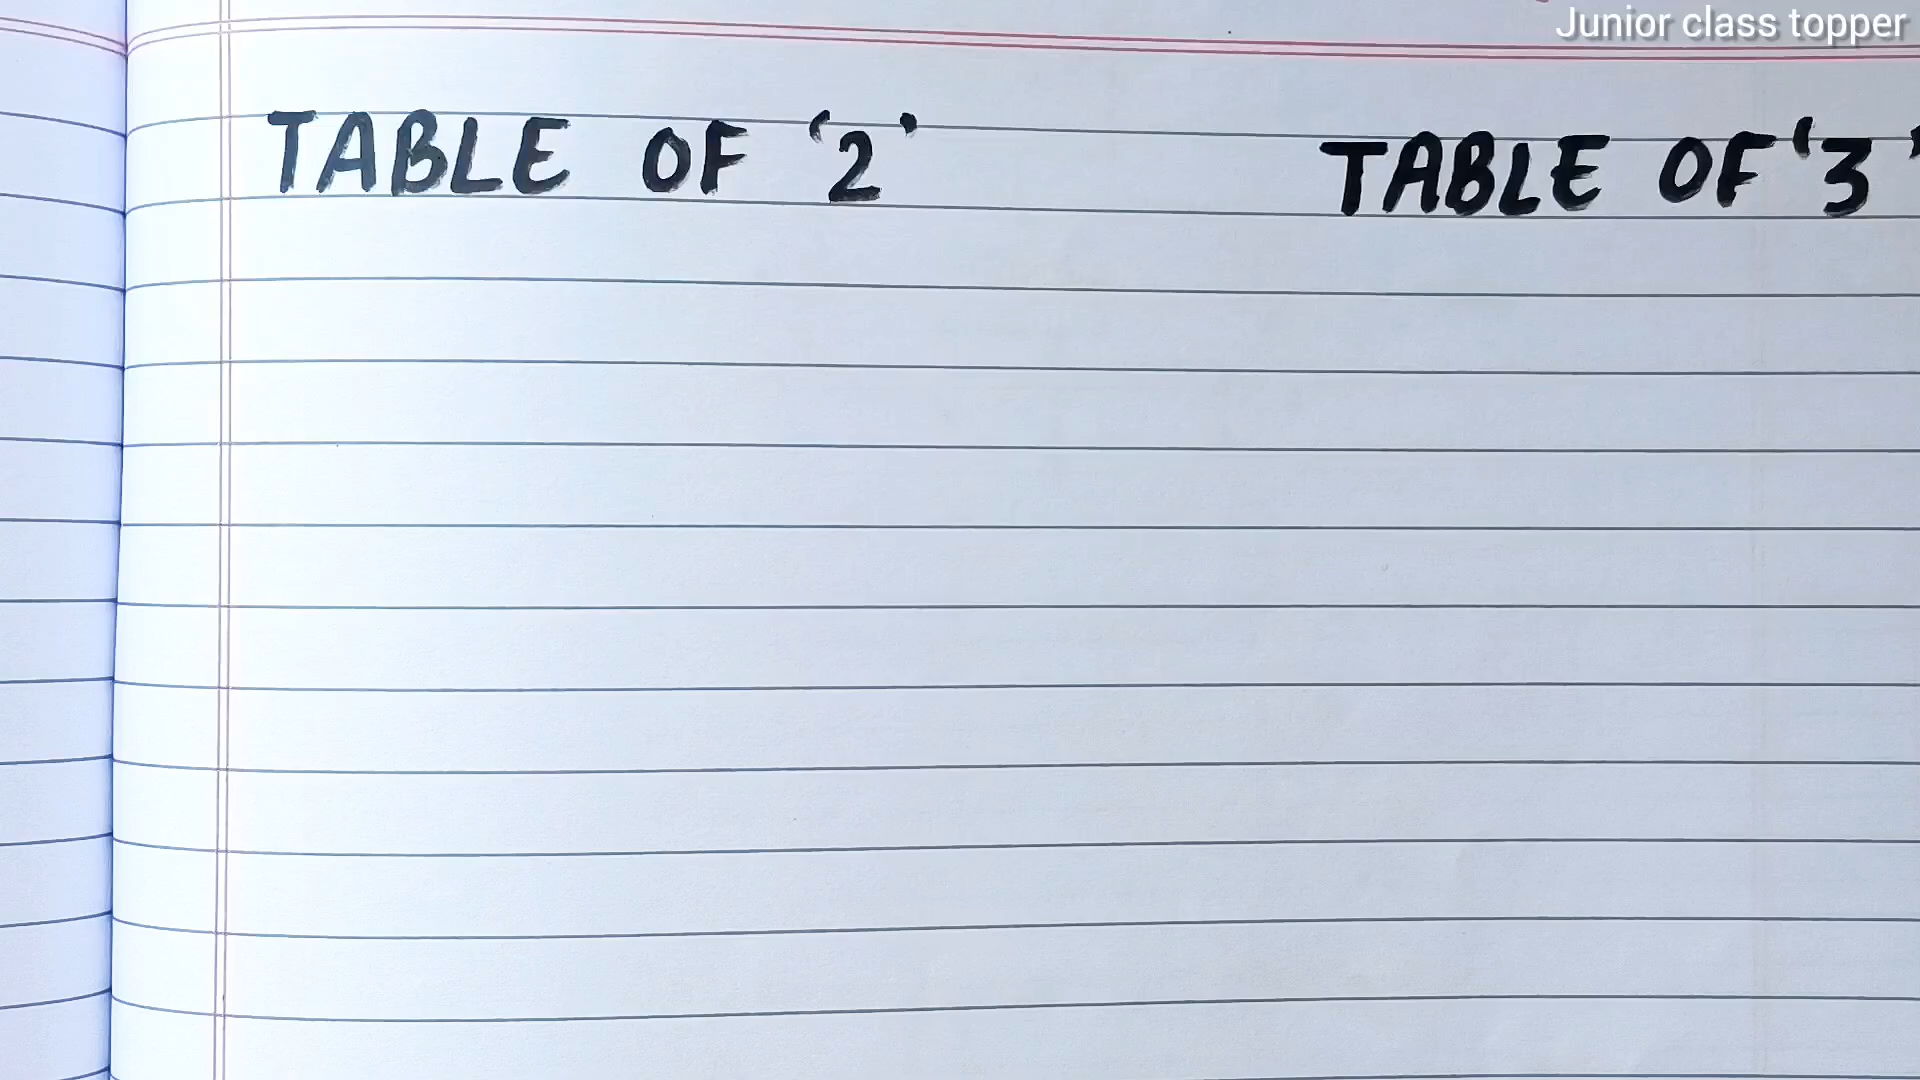 Junior class topper
TABLE OF ‘2’
TABLE OF ‘3’